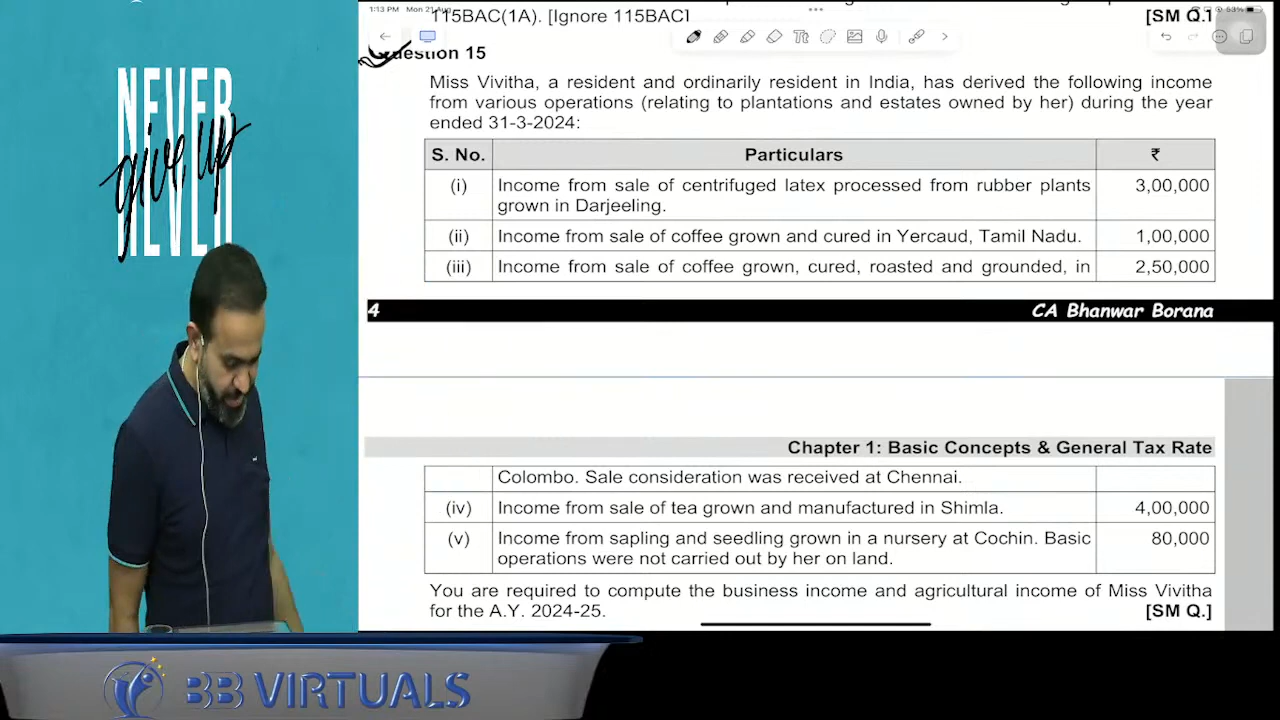 1:13 PM Mon 21 Aug
53%
115BAC(1A). [Ignore 115BAC]
[SM Q.]
Question 15
Miss Vivitha, a resident and ordinarily resident in India, has derived the following income
from various operations (relating to plantations and estates owned by her) during the year
ended 31-3-2024:
S. No. Particulars ₹
(i) Income from sale of centrifuged latex processed from rubber plants 3,00,000
grown in Darjeeling.
(ii) Income from sale of coffee grown and cured in Yercaud, Tamil Nadu. 1,00,000
(iii) Income from sale of coffee grown, cured, roasted and grounded, in 2,50,000
4 CA Bhanwar Borana
Chapter 1: Basic Concepts & General Tax Rate
Colombo. Sale consideration was received at Chennai.
(iv) Income from sale of tea grown and manufactured in Shimla. 4,00,000
(v) Income from sapling and seedling grown in a nursery at Cochin. Basic 80,000
operations were not carried out by her on land.
You are required to compute the business income and agricultural income of Miss Vivitha
for the A.Y. 2024-25. [SM Q.]
NEVER
give up
NEVER
BB VIRTUALS